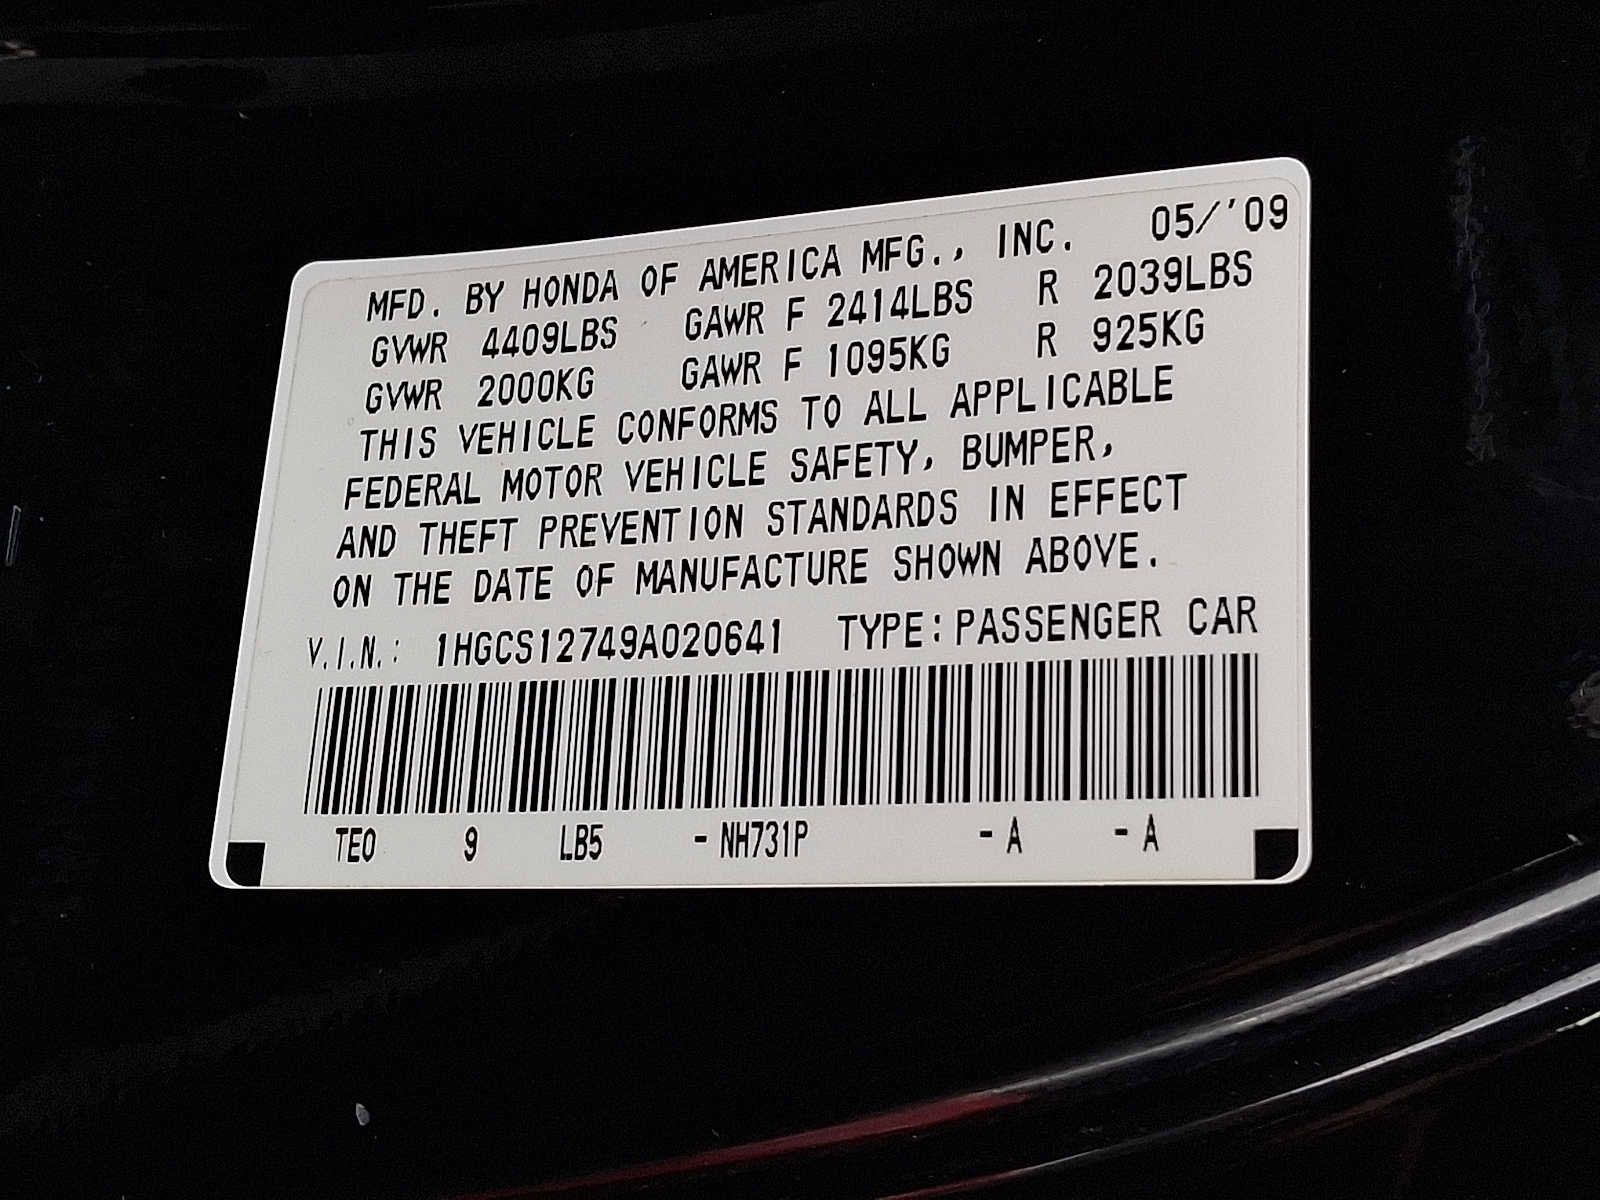 MFD. BY HONDA OF AMERICA MFG., INC. 05/'09
GVWR 4409LBS GAWR F 2414LBS R 2039LBS
GVWR 2000KG GAWR F 1095KG R 925KG
THIS VEHICLE CONFORMS TO ALL APPLICABLE
FEDERAL MOTOR VEHICLE SAFETY, BUMPER,
AND THEFT PREVENTION STANDARDS IN EFFECT
ON THE DATE OF MANUFACTURE SHOWN ABOVE.
V.I.N.: 1HGCS12749A020641 TYPE:PASSENGER CAR
TE0 9 LB5 -NH731P -A -A